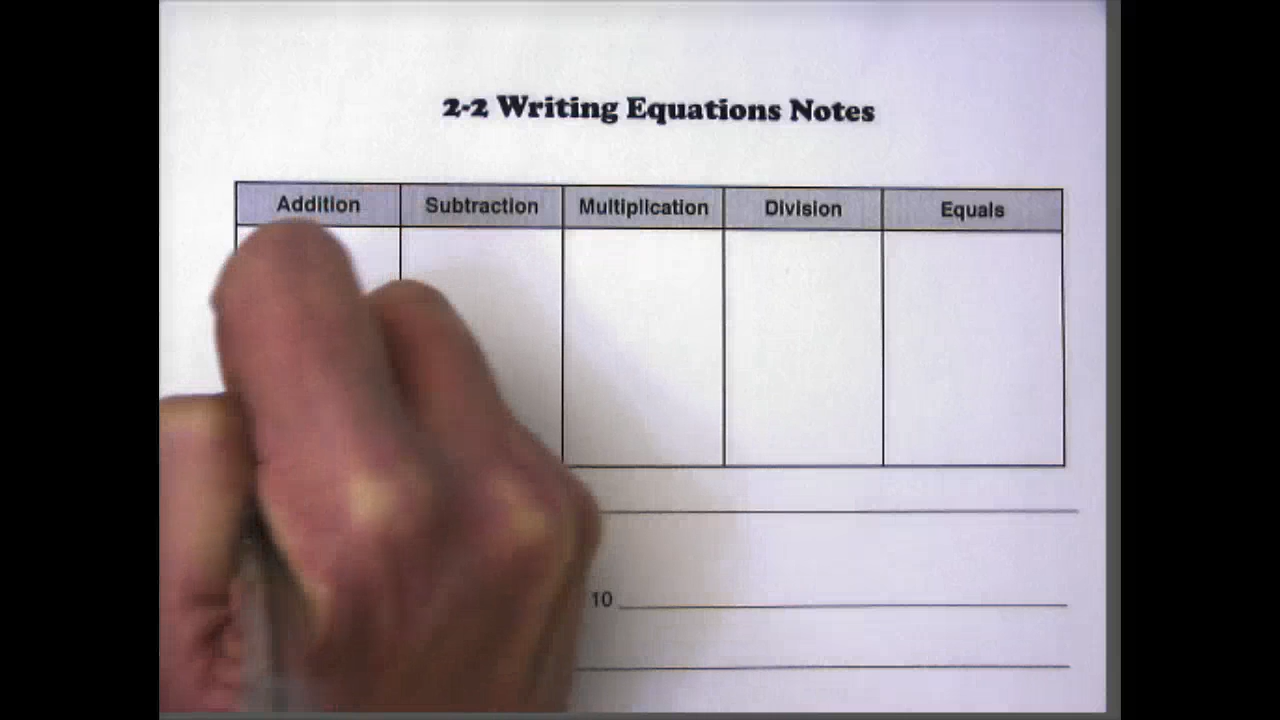 2-2 Writing Equations Notes
Addition Subtraction Multiplication Division Equals
10